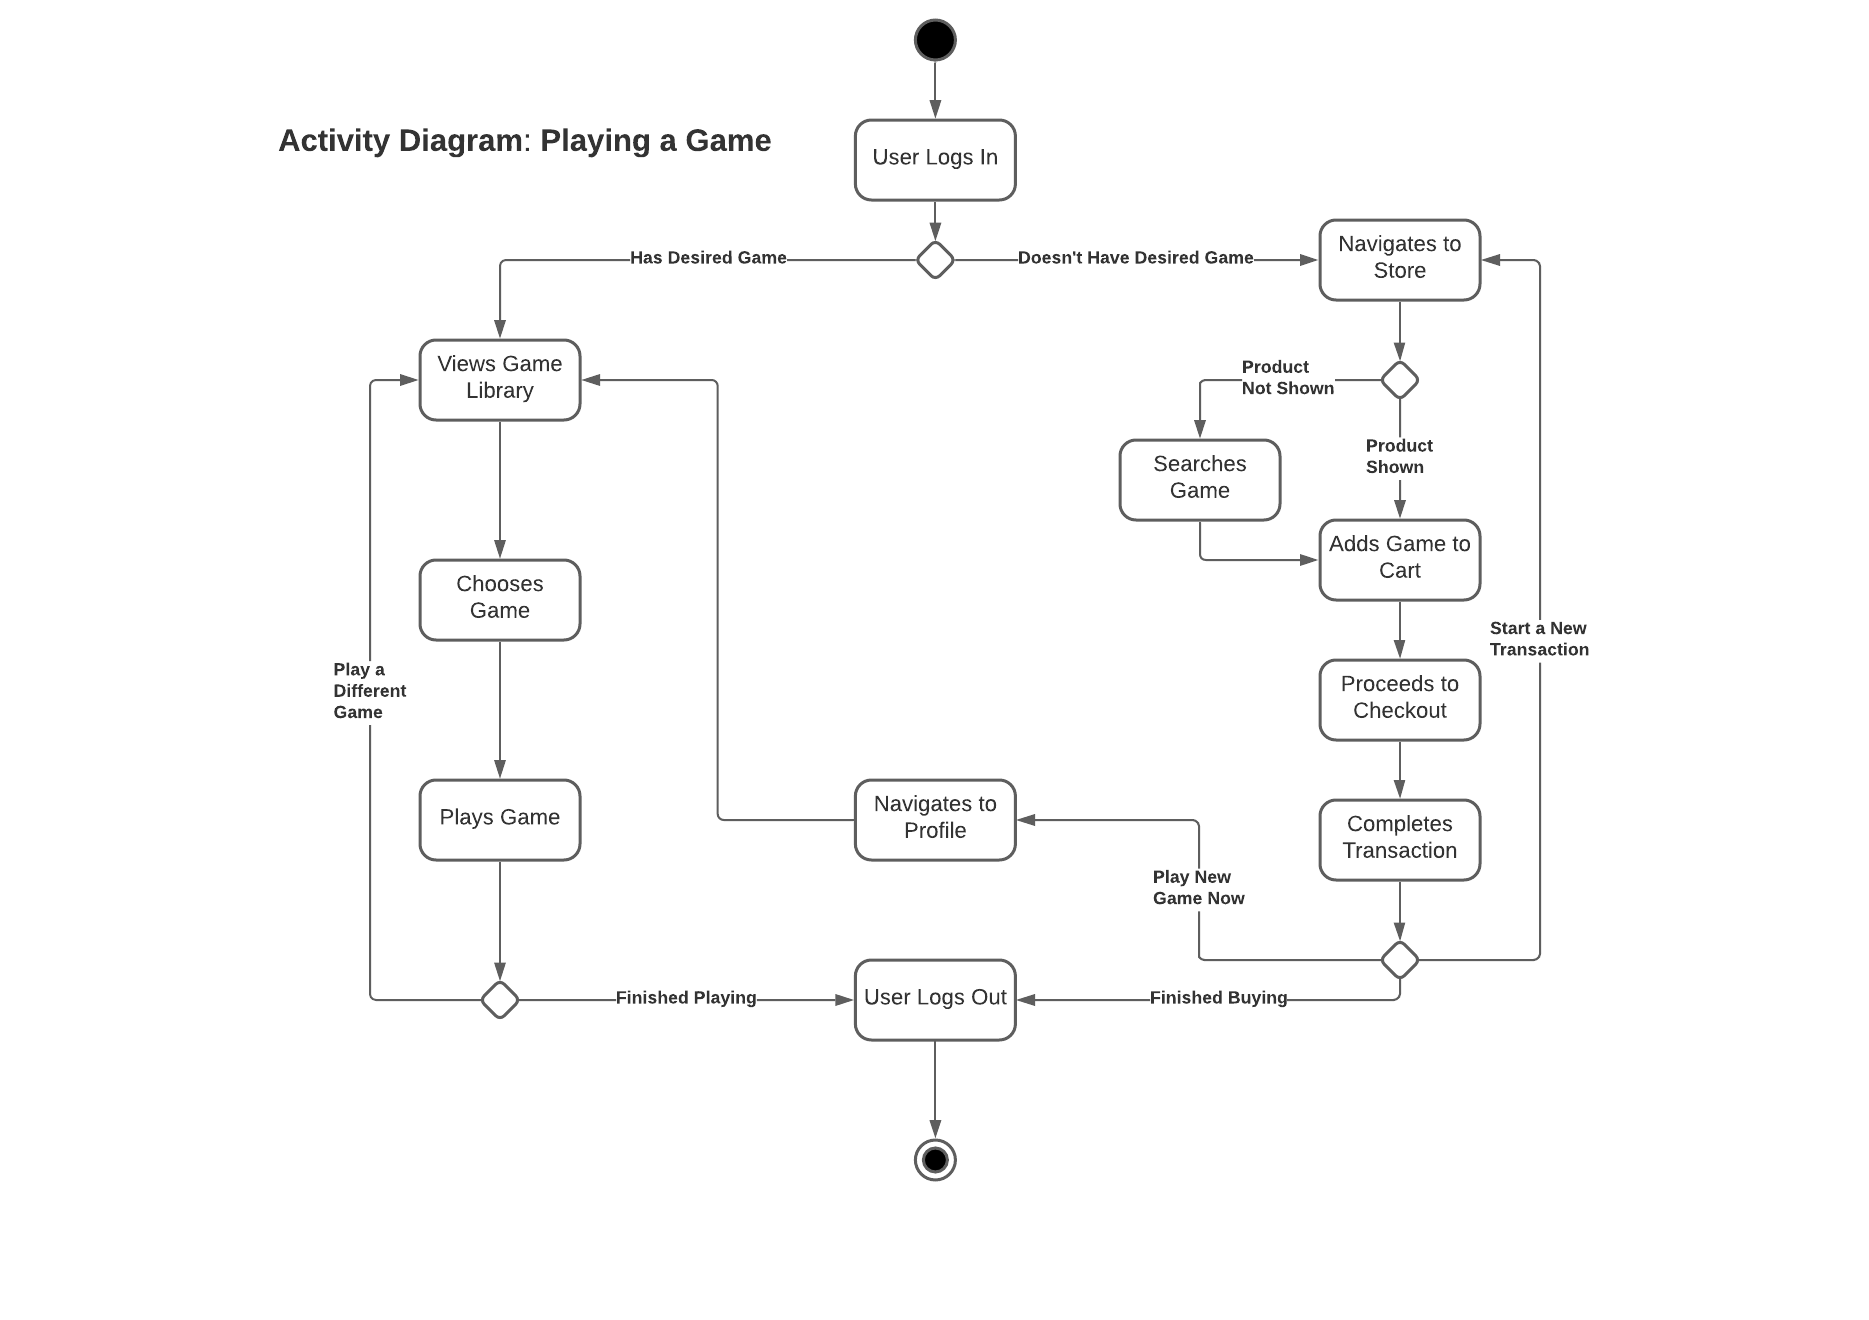 Activity Diagram: Playing a Game
User Logs In
Has Desired Game
Doesn't Have Desired Game
Navigates to
Store
Views Game
Library
Product
Not Shown
Product
Shown
Searches
Game
Adds Game to
Cart
Chooses
Game
Start a New
Transaction
Play a
Different
Game
Proceeds to
Checkout
Plays Game
Navigates to
Profile
Completes
Transaction
Play New
Game Now
Finished Playing
User Logs Out
Finished Buying